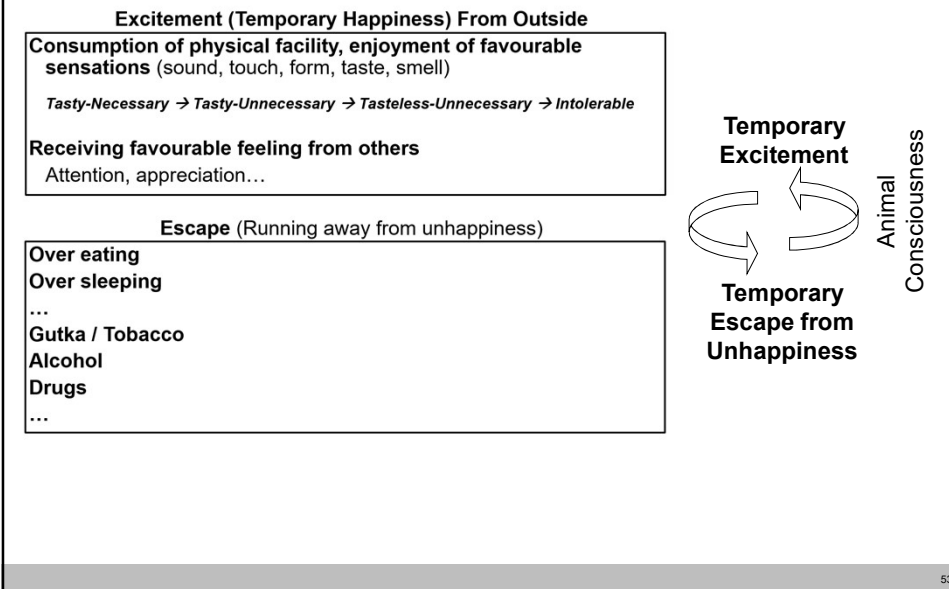 Excitement (Temporary Happiness) From Outside
Consumption of physical facility, enjoyment of favourable
sensations (sound, touch, form, taste, smell)
Tasty-Necessary → Tasty-Unnecessary → Tasteless-Unnecessary → Intolerable
Receiving favourable feeling from others
Attention, appreciation…
Escape (Running away from unhappiness)
Over eating
Over sleeping
…
Gutka / Tobacco
Alcohol
Drugs
…
Temporary
Excitement
Temporary
Escape from
Unhappiness
Animal
Consciousness
53